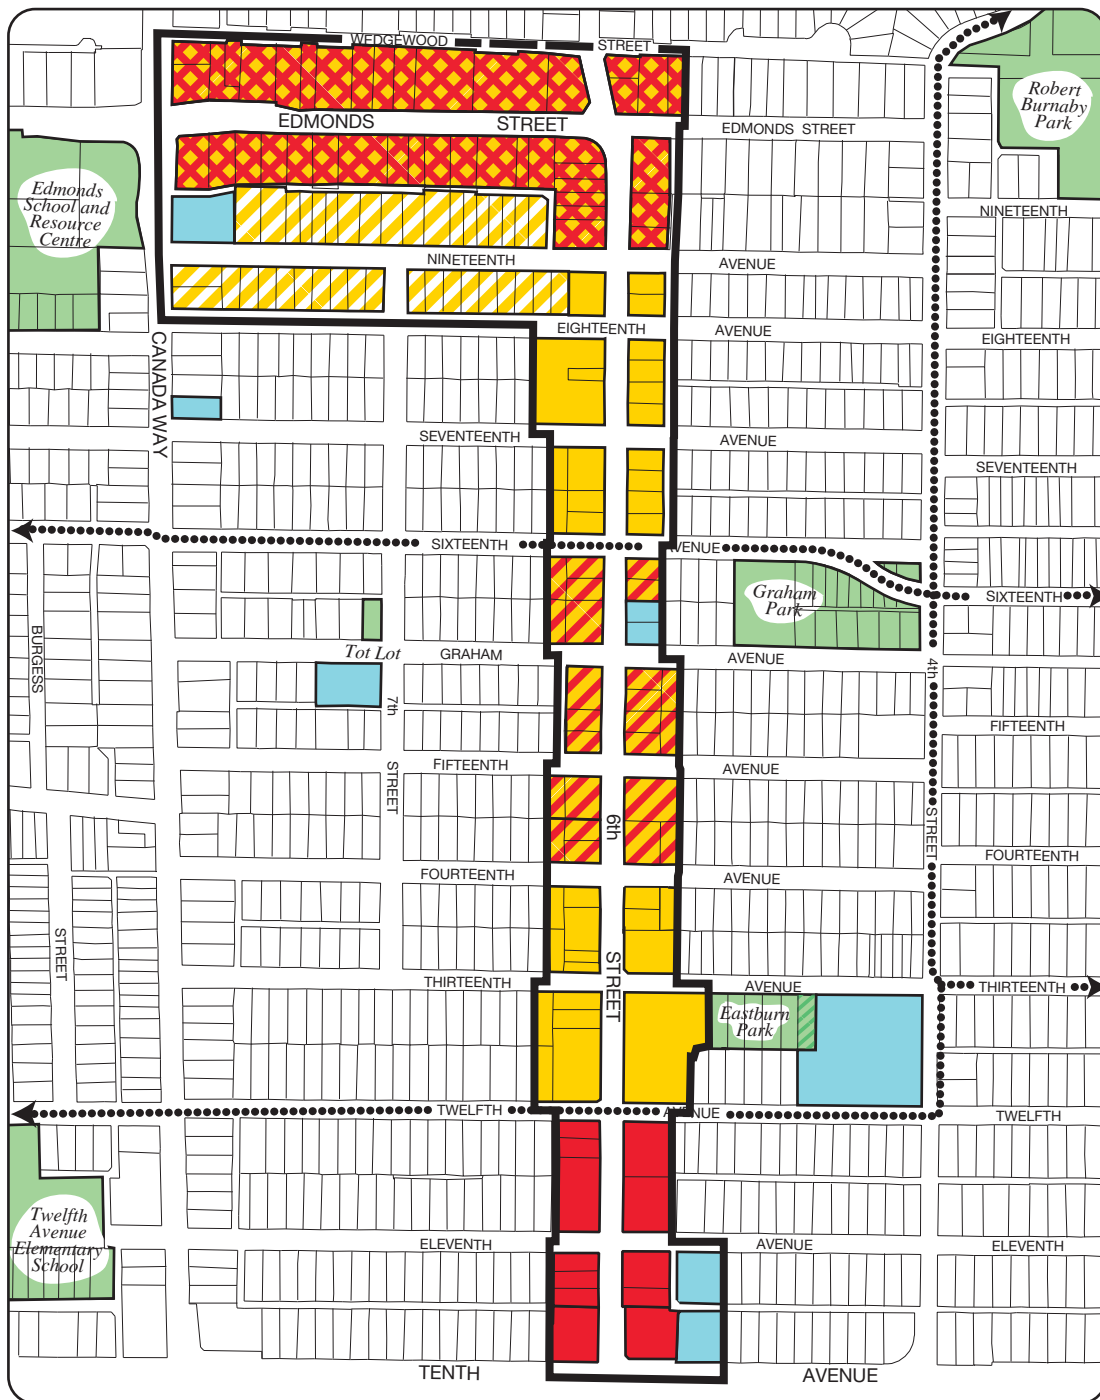 WEDGEWOOD STREET
Robert
Burnaby
Park
EDMONDS STREET
EDMONDS STREET
Edmonds
School and
Resource
Centre
NINETEENTH
NINETEENTH AVENUE
EIGHTEENTH AVENUE
EIGHTEENTH
CANADA WAY
SEVENTEENTH AVENUE
SEVENTEENTH
SIXTEENTH AVENUE
Graham
Park
SIXTEENTH
BURGESS
STREET
Tot Lot
GRAHAM AVENUE
4th
STREET
7th
STREET
FIFTEENTH
FIFTEENTH AVENUE
6th
STREET
FOURTEENTH
FOURTEENTH AVENUE
THIRTEENTH AVENUE
THIRTEENTH
Eastburn
Park
TWELFTH AVENUE
TWELFTH
Twelfth
Avenue
Elementary
School
ELEVENTH AVENUE
ELEVENTH
TENTH AVENUE